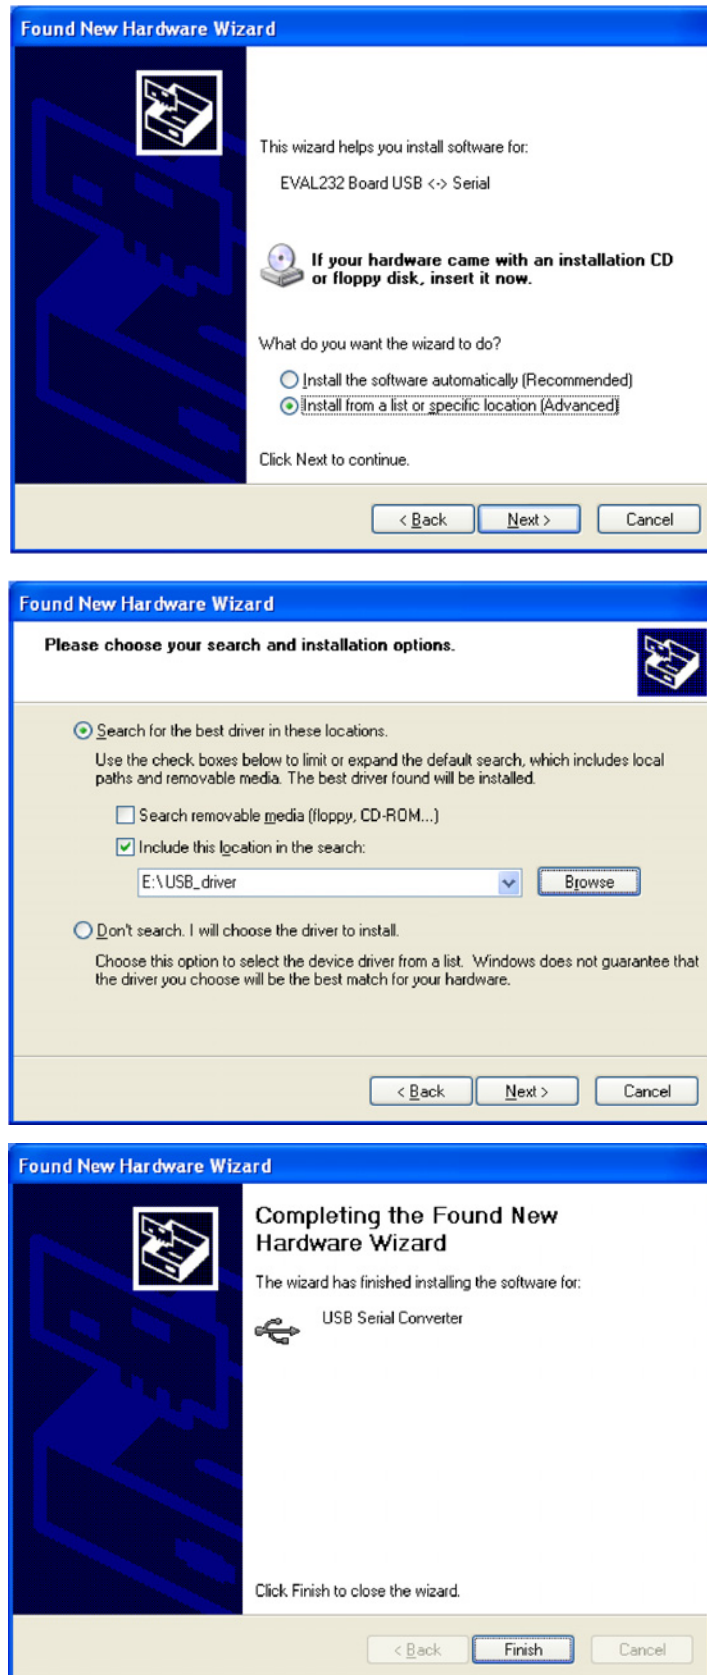 Found New Hardware Wizard
This wizard helps you install software for:
EVAL232 Board USB <-> Serial
If your hardware came with an installation CD
or floppy disk, insert it now.
What do you want the wizard to do?
Install the software automatically (Recommended)
Install from a list or specific location (Advanced)
Click Next to continue.
< Back
Next >
Cancel
Found New Hardware Wizard
Please choose your search and installation options.
Search for the best driver in these locations.
Use the check boxes below to limit or expand the default search, which includes local
paths and removable media. The best driver found will be installed.
Search removable media (floppy, CD-ROM...)
Include this location in the search:
E:\USB_driver
Browse
Don't search. I will choose the driver to install.
Choose this option to select the device driver from a list. Windows does not guarantee that
the driver you choose will be the best match for your hardware.
< Back
Next >
Cancel
Found New Hardware Wizard
Completing the Found New
Hardware Wizard
The wizard has finished installing the software for:
USB Serial Converter
Click Finish to close the wizard.
< Back
Finish
Cancel